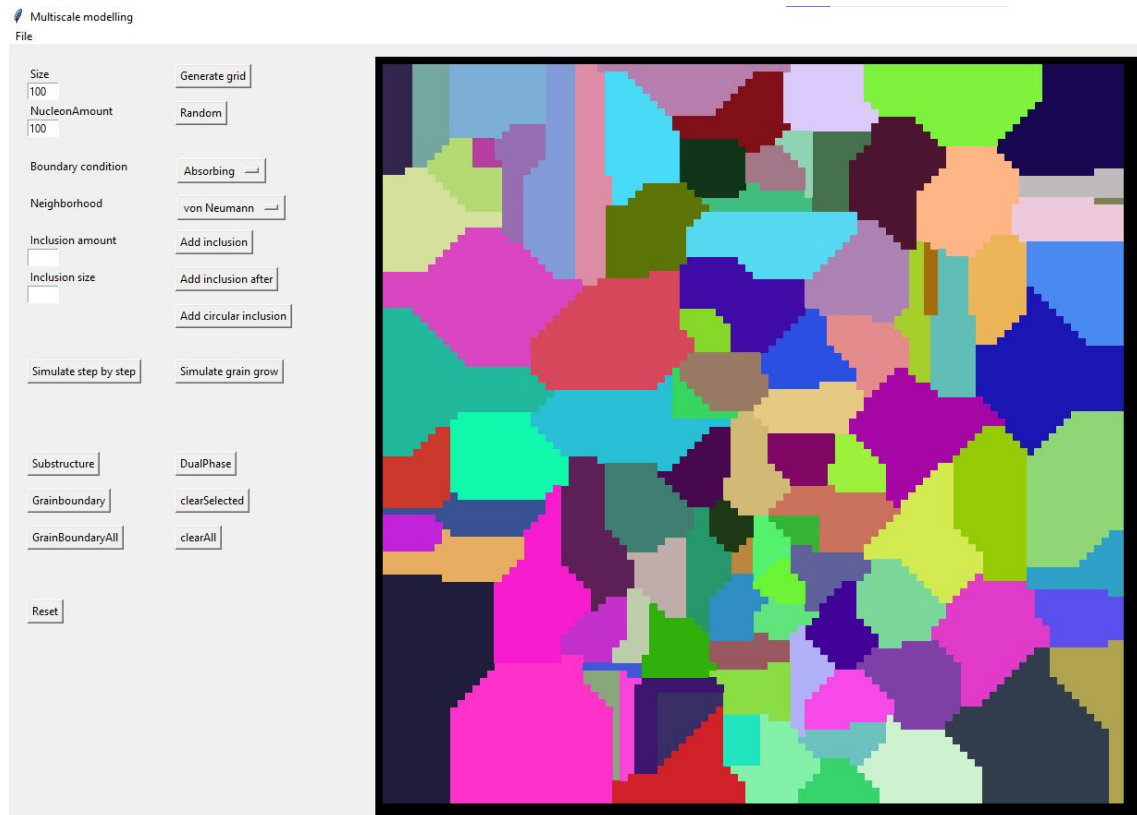 Multiscale modelling
File
Size
100
Generate grid
NucleonAmount
100
Random
Boundary condition
Absorbing
Neighborhood
von Neumann
Inclusion amount
Add inclusion
Inclusion size
Add inclusion after
Add circular inclusion
Simulate step by step
Simulate grain grow
Substructure
DualPhase
Grainboundary
clearSelected
GrainBoundaryAll
clearAll
Reset